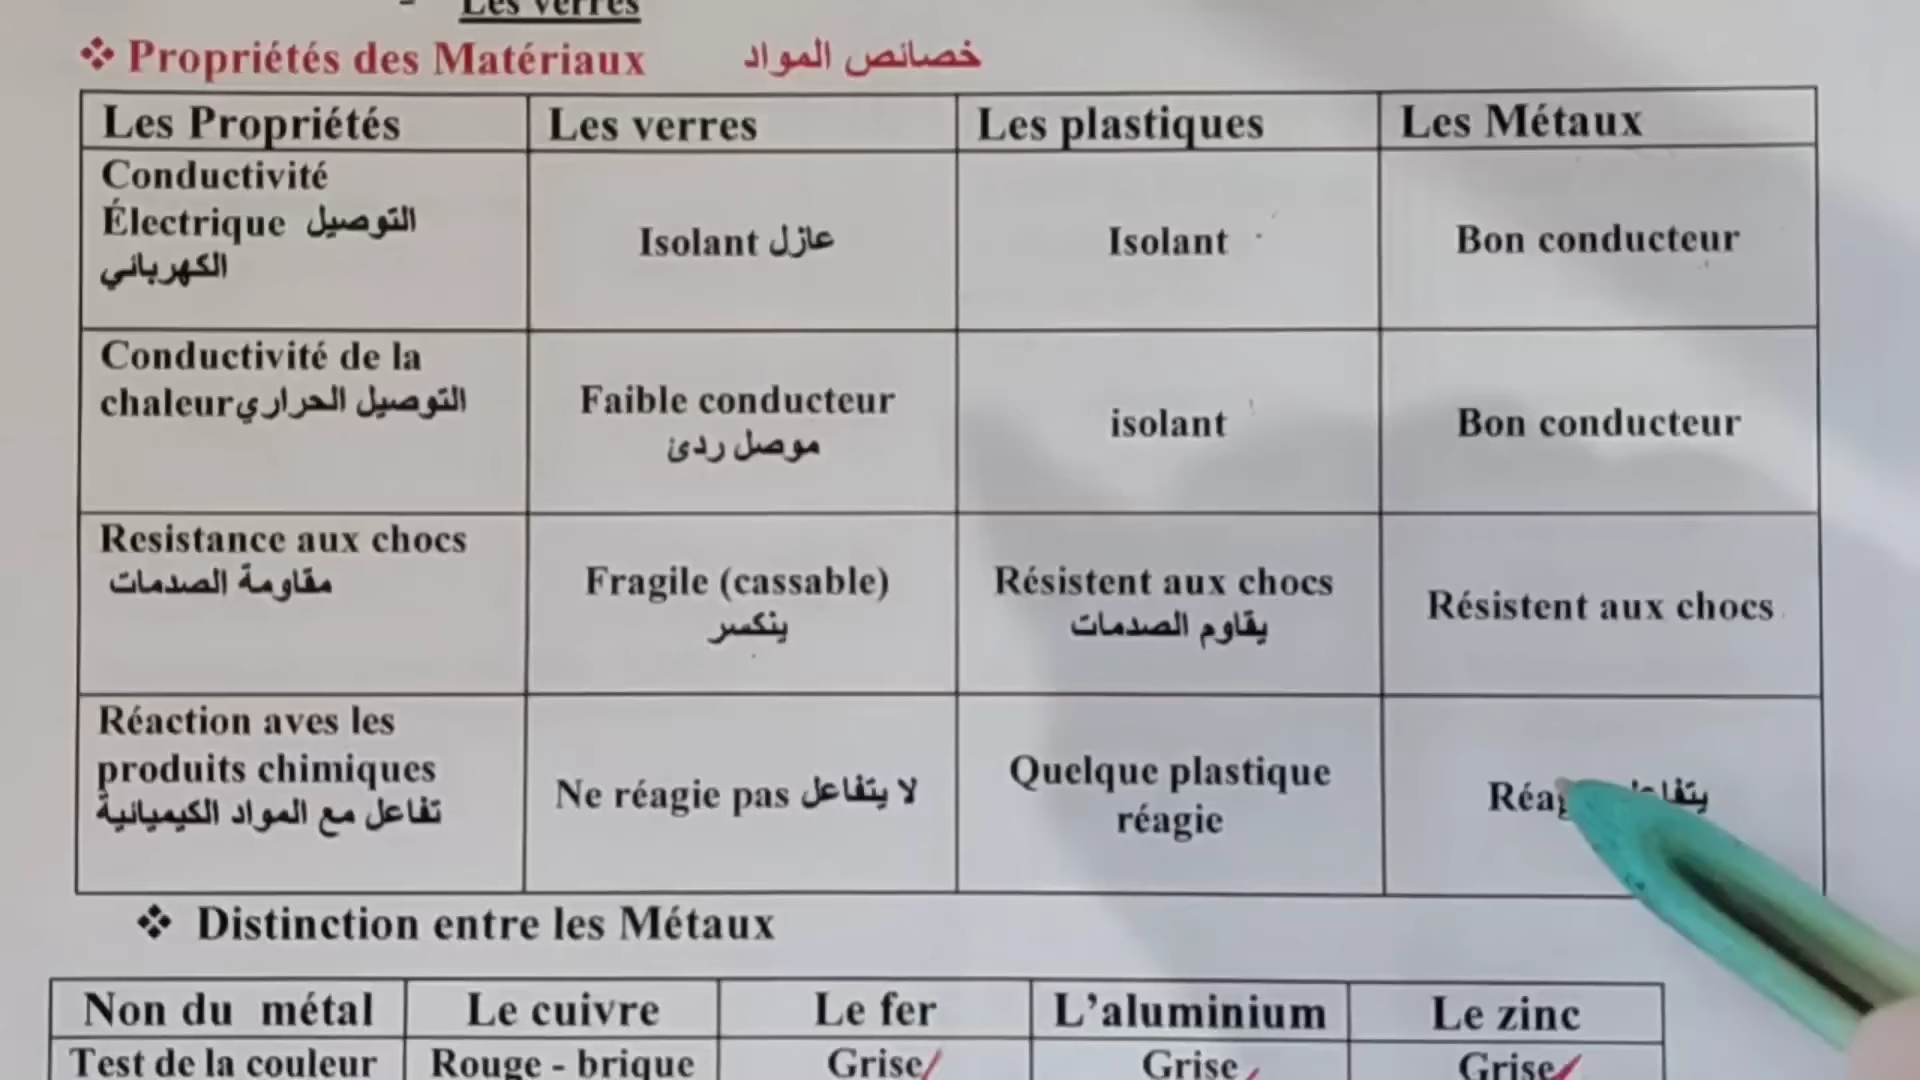 - Les verres
❖ Propriétés des Matériaux خصائص المواد
Les Propriétés Les verres Les plastiques Les Métaux
Conductivité
Électrique التوصيل
الكهربائي
Isolant عازل
Isolant
Bon conducteur
Conductivité de la
chaleur التوصيل الحراري
Faible conducteur
موصل ردئ
isolant
Bon conducteur
Resistance aux chocs
مقاومة الصدمات
Fragile (cassable)
ينكسر
Résistent aux chocs
يقاوم الصدمات
Résistent aux chocs
Réaction aves les
produits chimiques
تفاعل مع المواد الكيميائية
Ne réagie pas لا يتفاعل
Quelque plastique
réagie
❖ Distinction entre les Métaux
Non du métal Le cuivre Le fer L’aluminium Le zinc
Test de la couleur Rouge - brique Grise Grise Grise